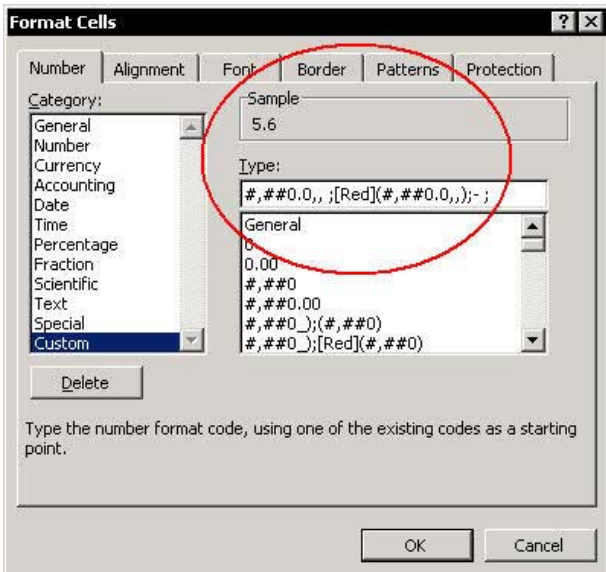 Format Cells
Number Alignment Font Border Patterns Protection
Category:
General
Number
Currency
Accounting
Date
Time
Percentage
Fraction
Scientific
Text
Special
Custom
Sample
5.6
Type:
#,##0.0,, ;[Red](#,##0.0,,);- ;
General
0
0.00
#,##0
#,##0.00
#,##0_);(#,##0)
#,##0_);[Red](#,##0)
Delete
Type the number format code, using one of the existing codes as a starting
point.
OK Cancel